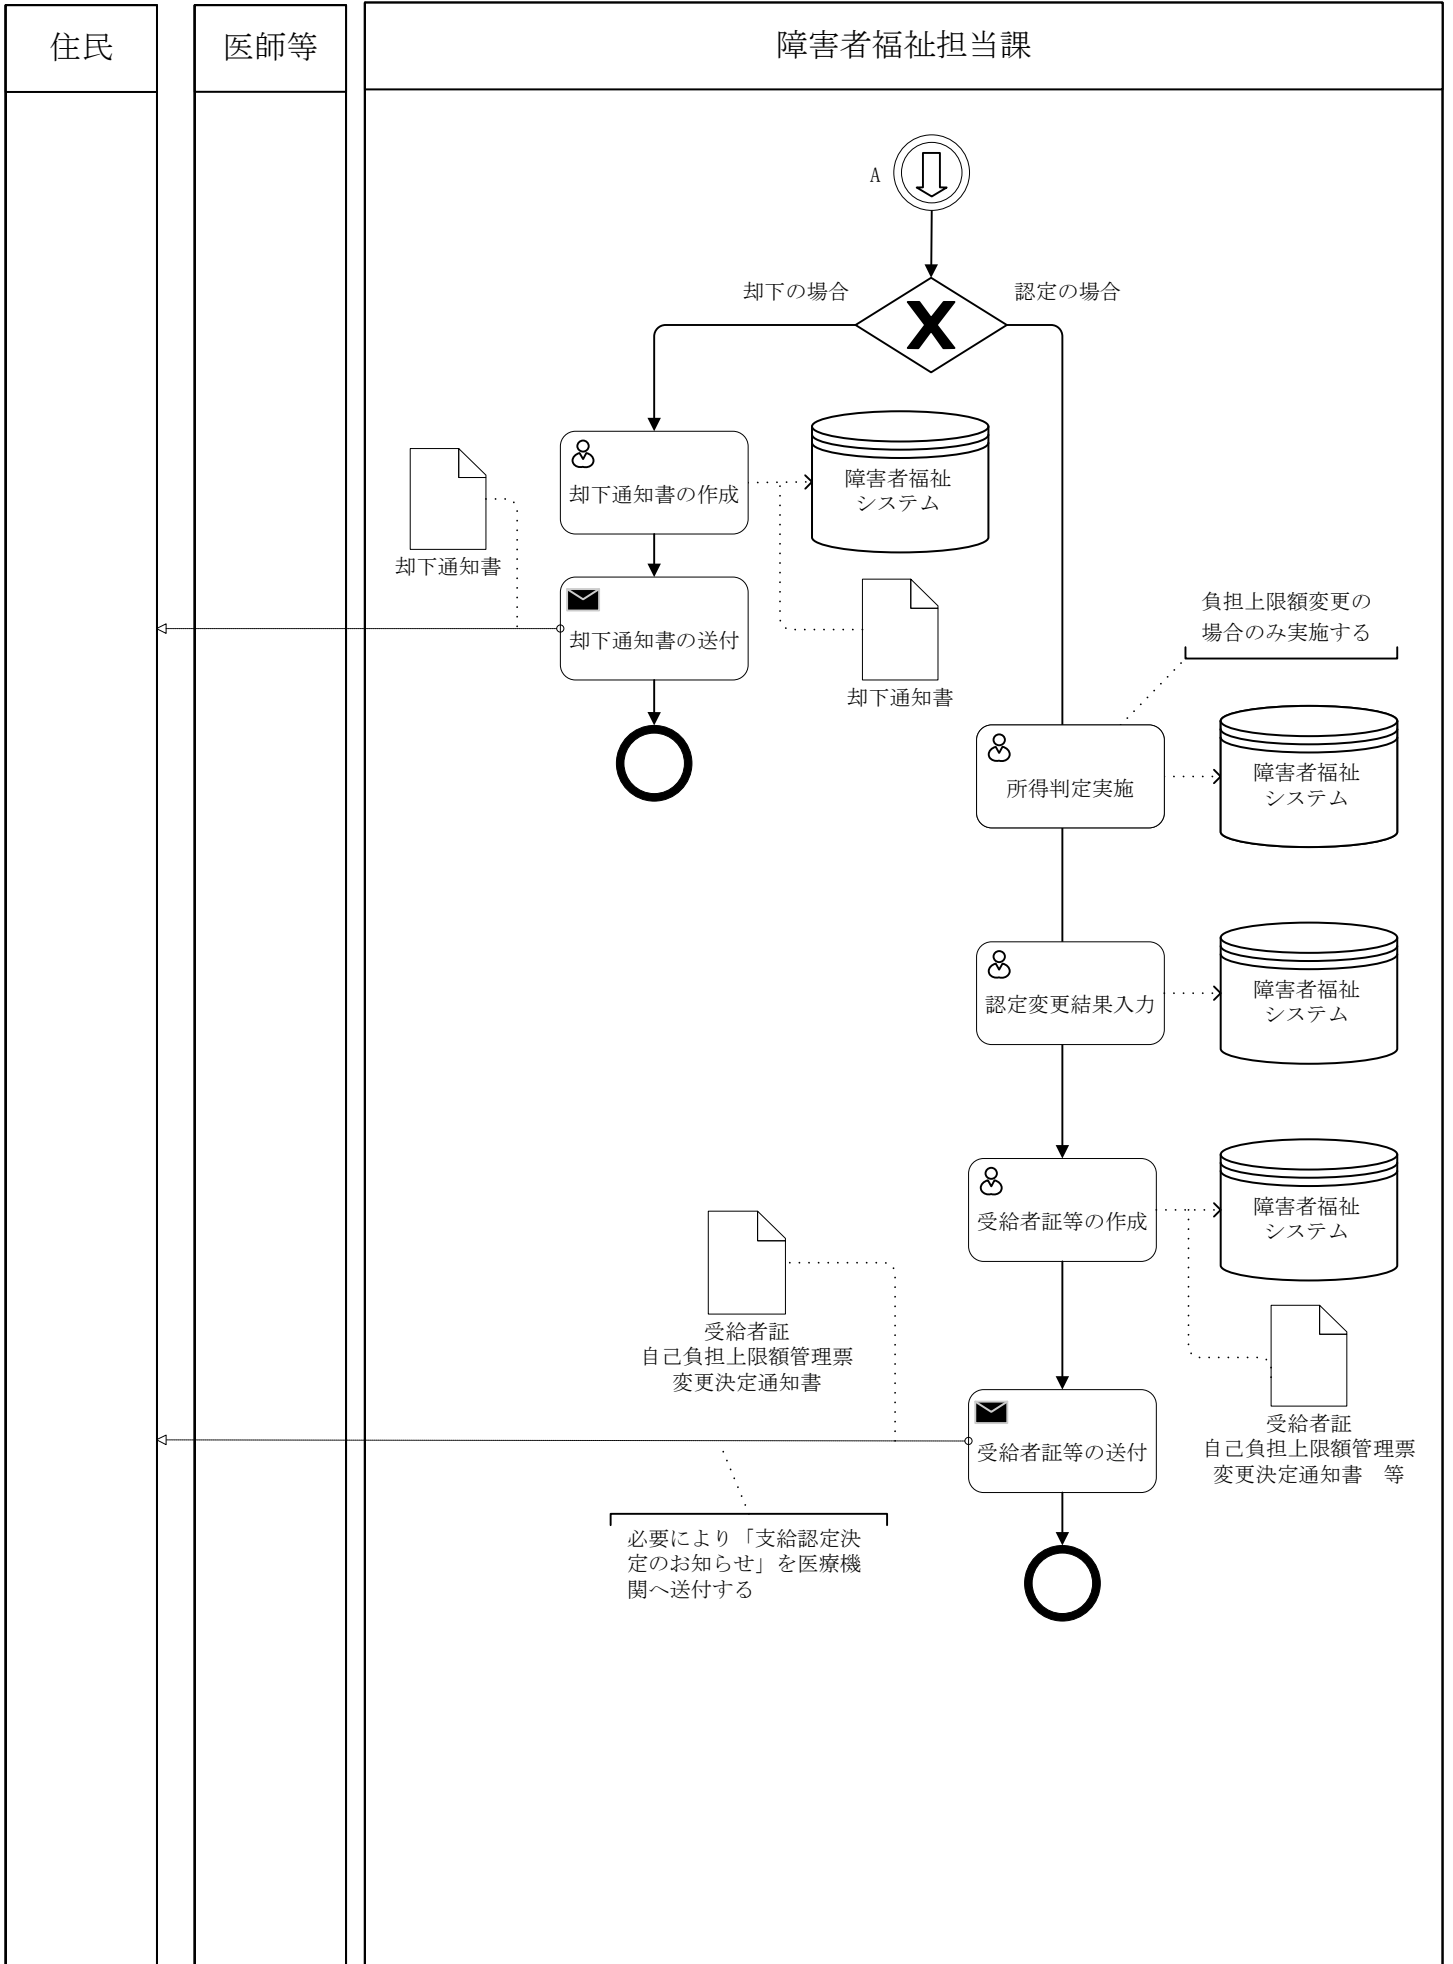 住民
医師等
障害者福祉担当課
A
却下の場合
認定の場合
却下通知書の作成
障害者福祉
システム
却下通知書
却下通知書の送付
却下通知書
負担上限額変更の
場合のみ実施する
所得判定実施
障害者福祉
システム
認定変更結果入力
障害者福祉
システム
受給者証等の作成
障害者福祉
システム
受給者証
自己負担上限額管理票
変更決定通知書
受給者証
自己負担上限額管理票
変更決定通知書　等
受給者証等の送付
必要により「支給認定決
定のお知らせ」を医療機
関へ送付する